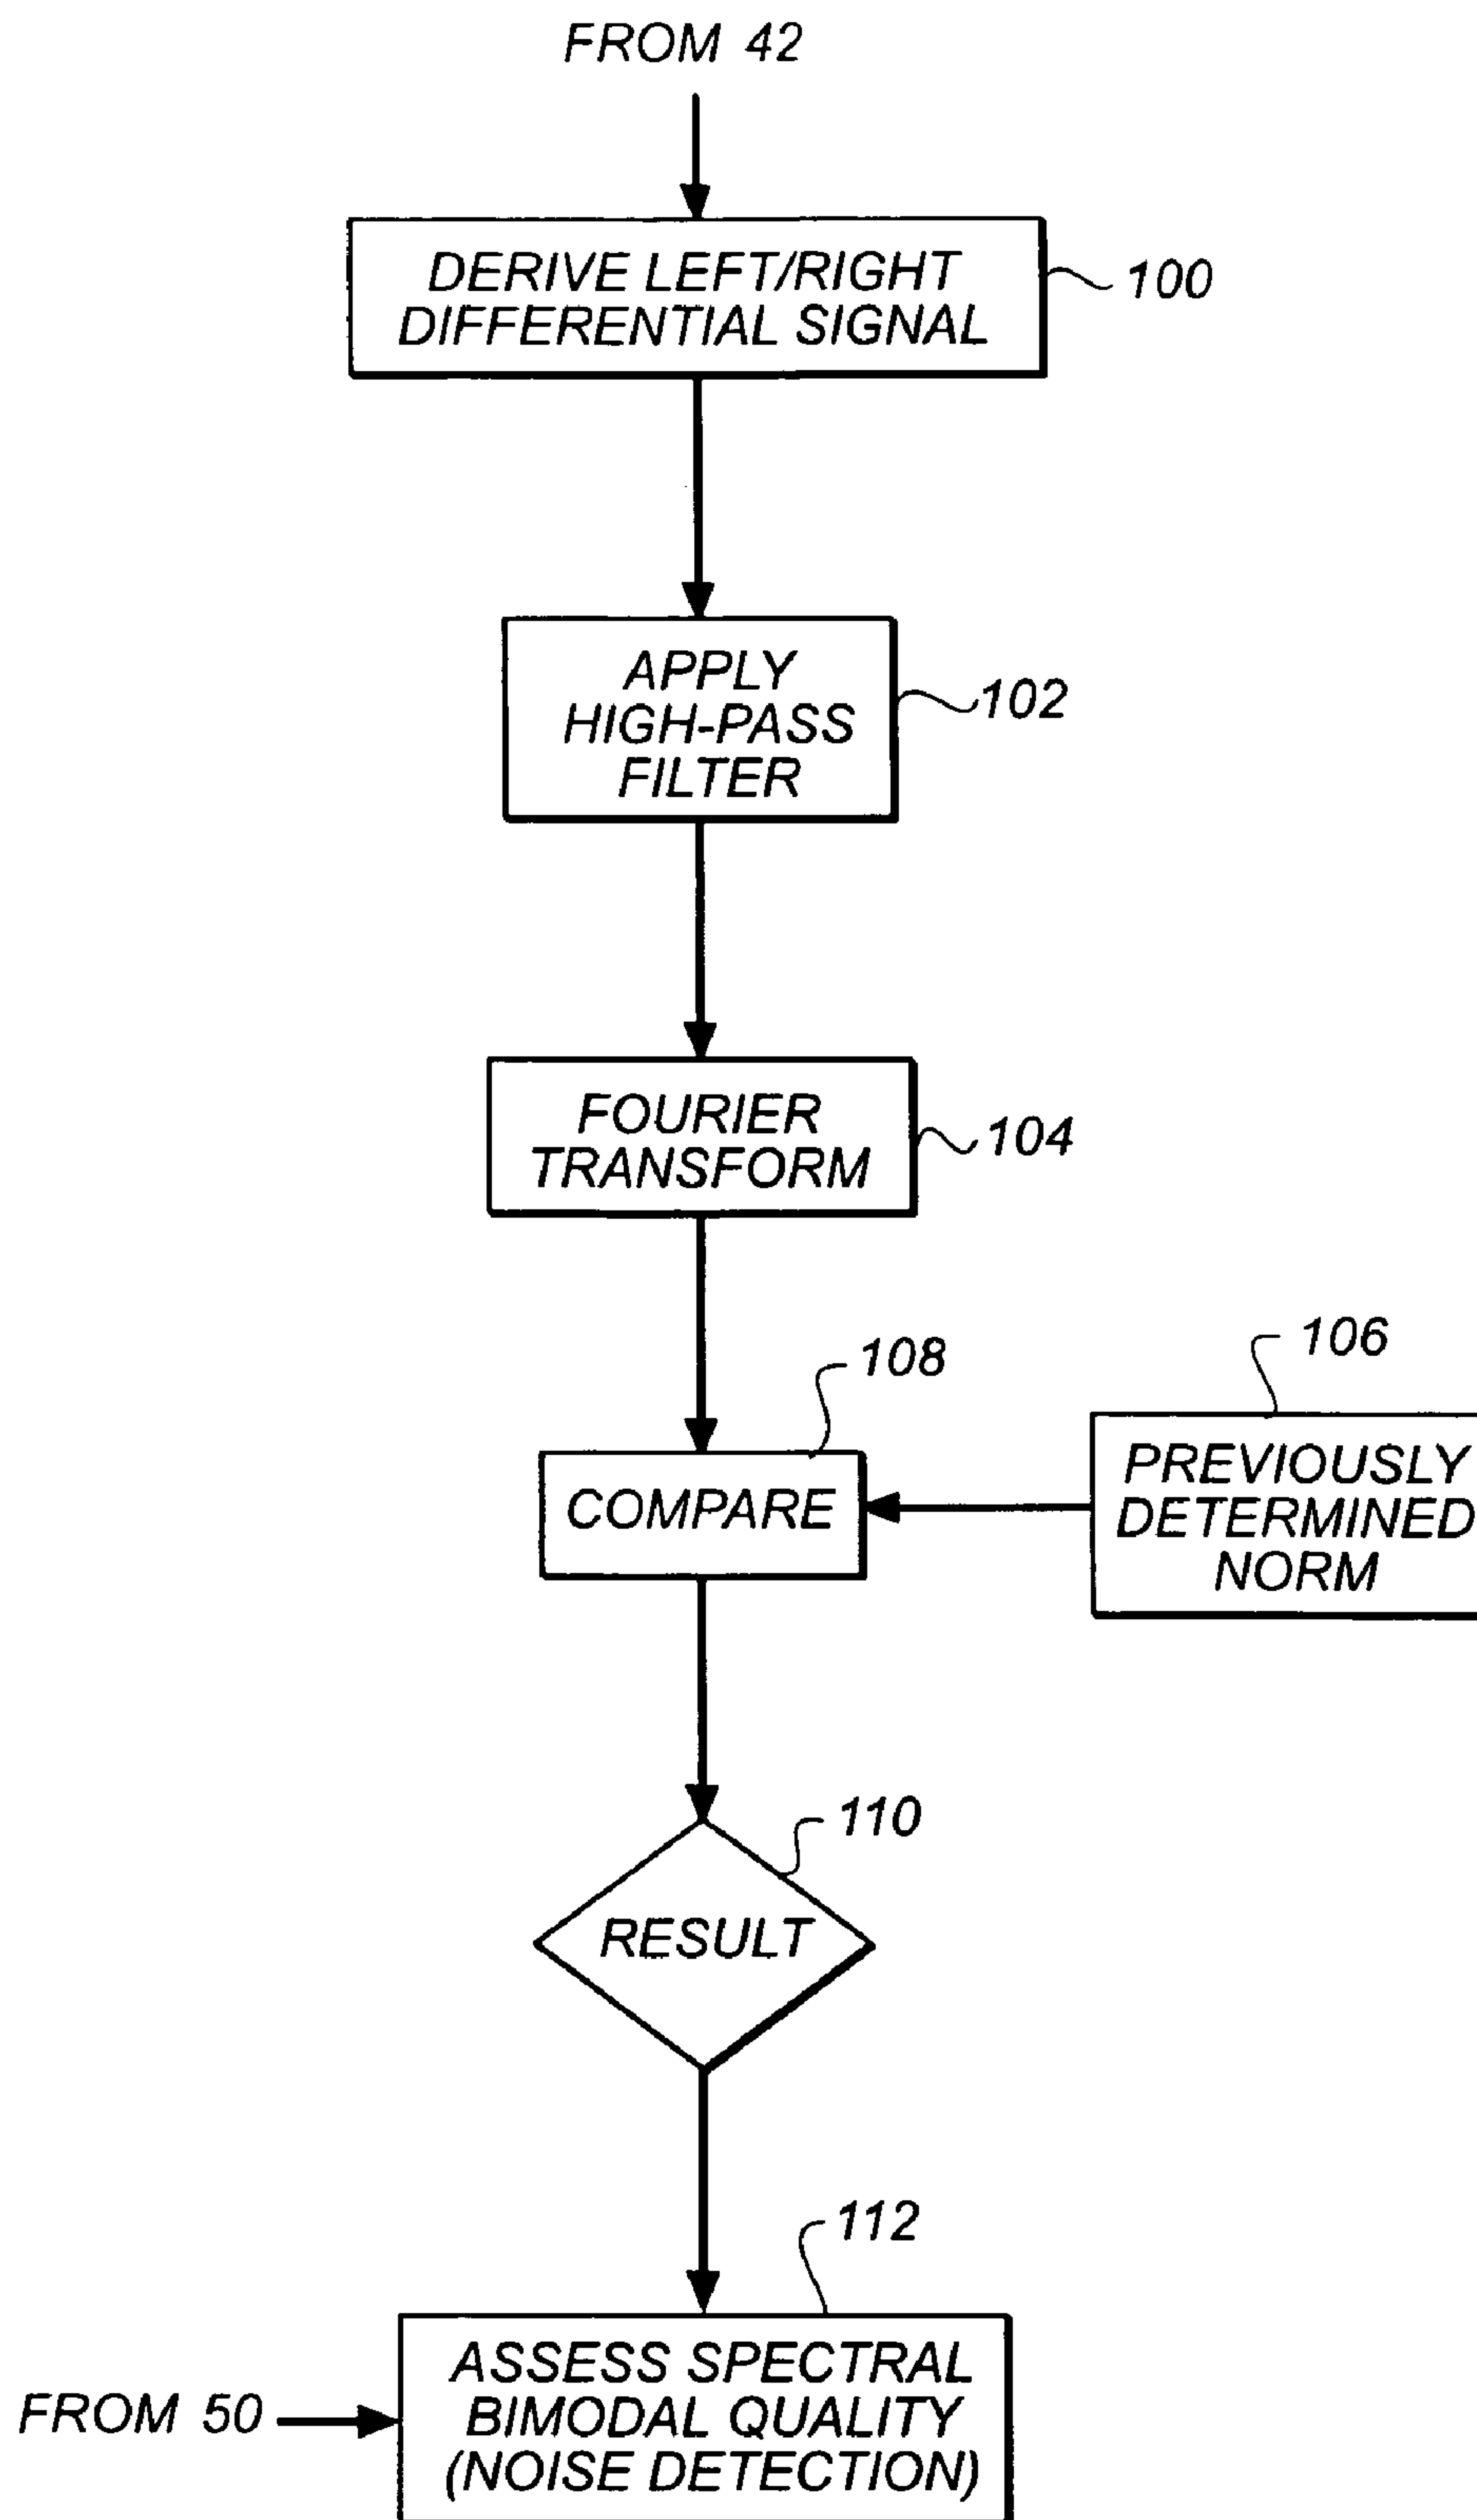 FROM 42
DERIVE LEFT/RIGHT
DIFFERENTIAL SIGNAL
100
APPLY
HIGH-PASS
FILTER
102
FOURIER
TRANSFORM
104
108
106
COMPARE
PREVIOUSLY
DETERMINED
NORM
110
RESULT
112
FROM 50
ASSESS SPECTRAL
BIMODAL QUALITY
(NOISE DETECTION)